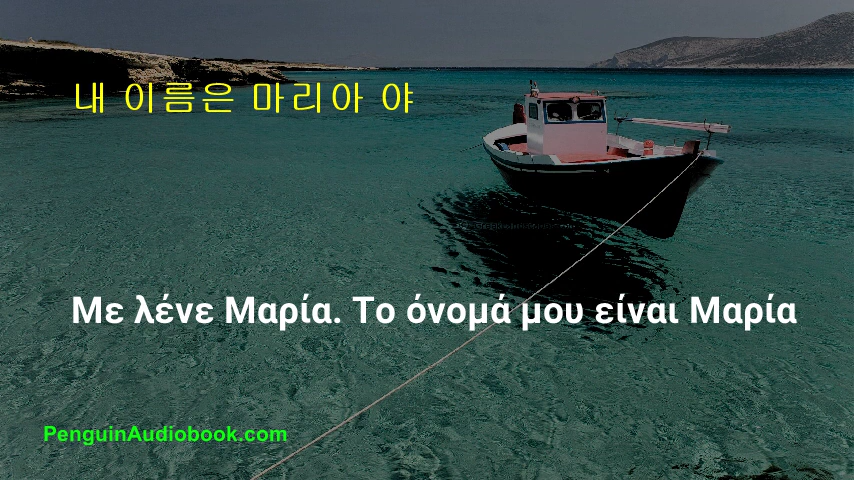 내 이름은 마리아 야
Με λένε Μαρία. Το όνομά μου είναι Μαρία
PenguinAudiobook.com